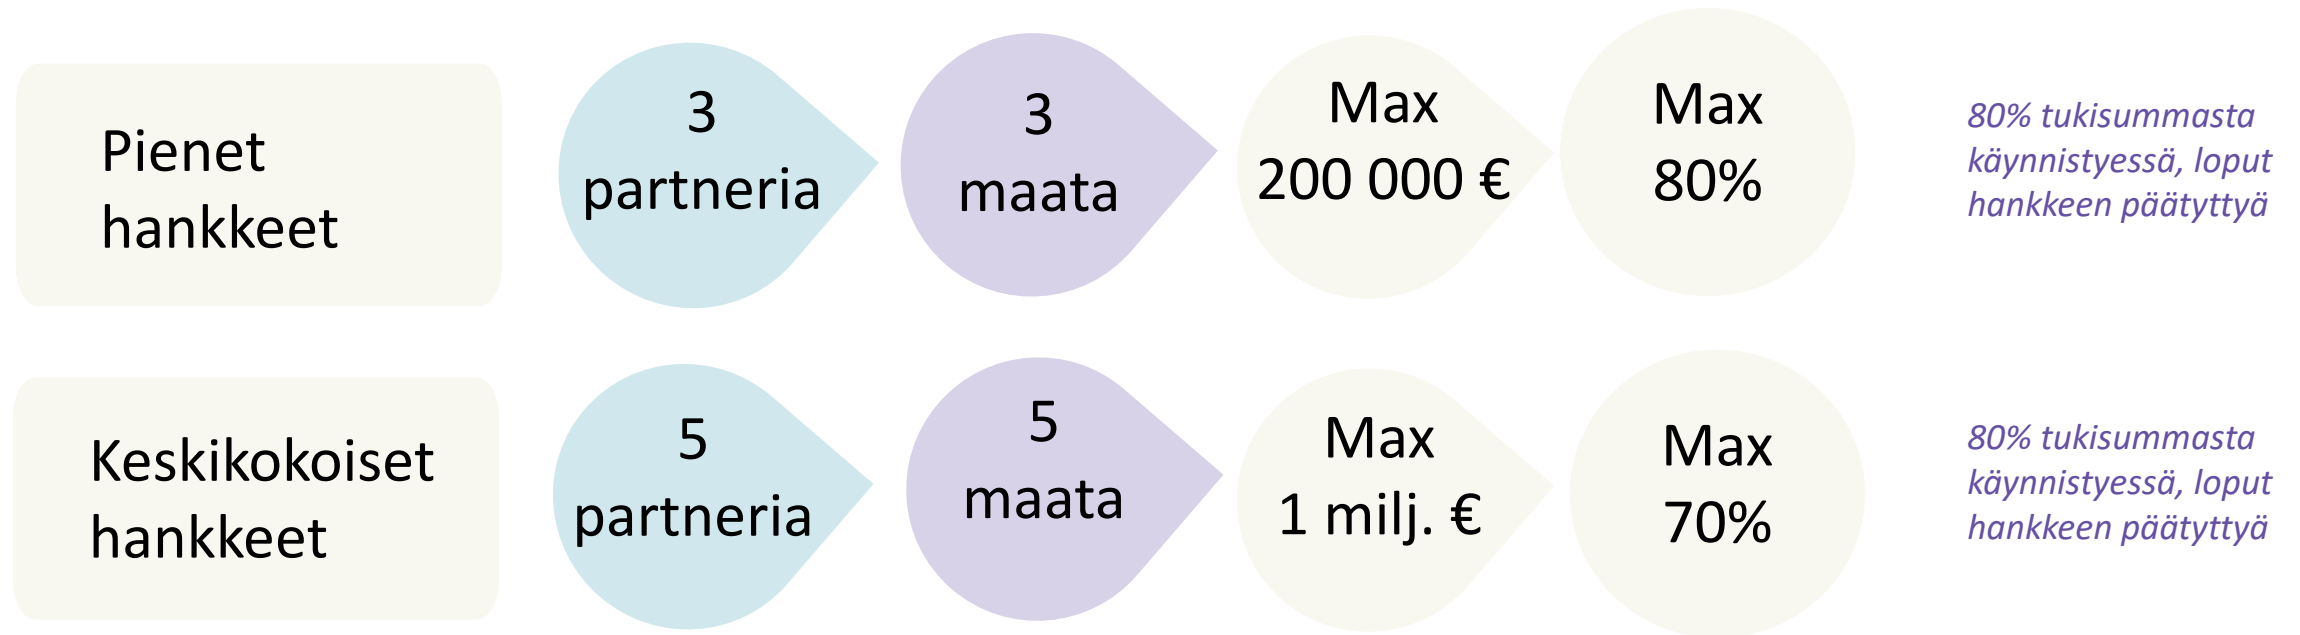 Pienet
hankkeet
3
partneria
3
maata
Max
200 000 €
Max
80%
80% tukisummasta
käynnistyessä, loput
hankkeen päätyttyä
Keskikokoiset
hankkeet
5
partneria
5
maata
Max
1 milj. €
Max
70%
80% tukisummasta
käynnistyessä, loput
hankkeen päätyttyä